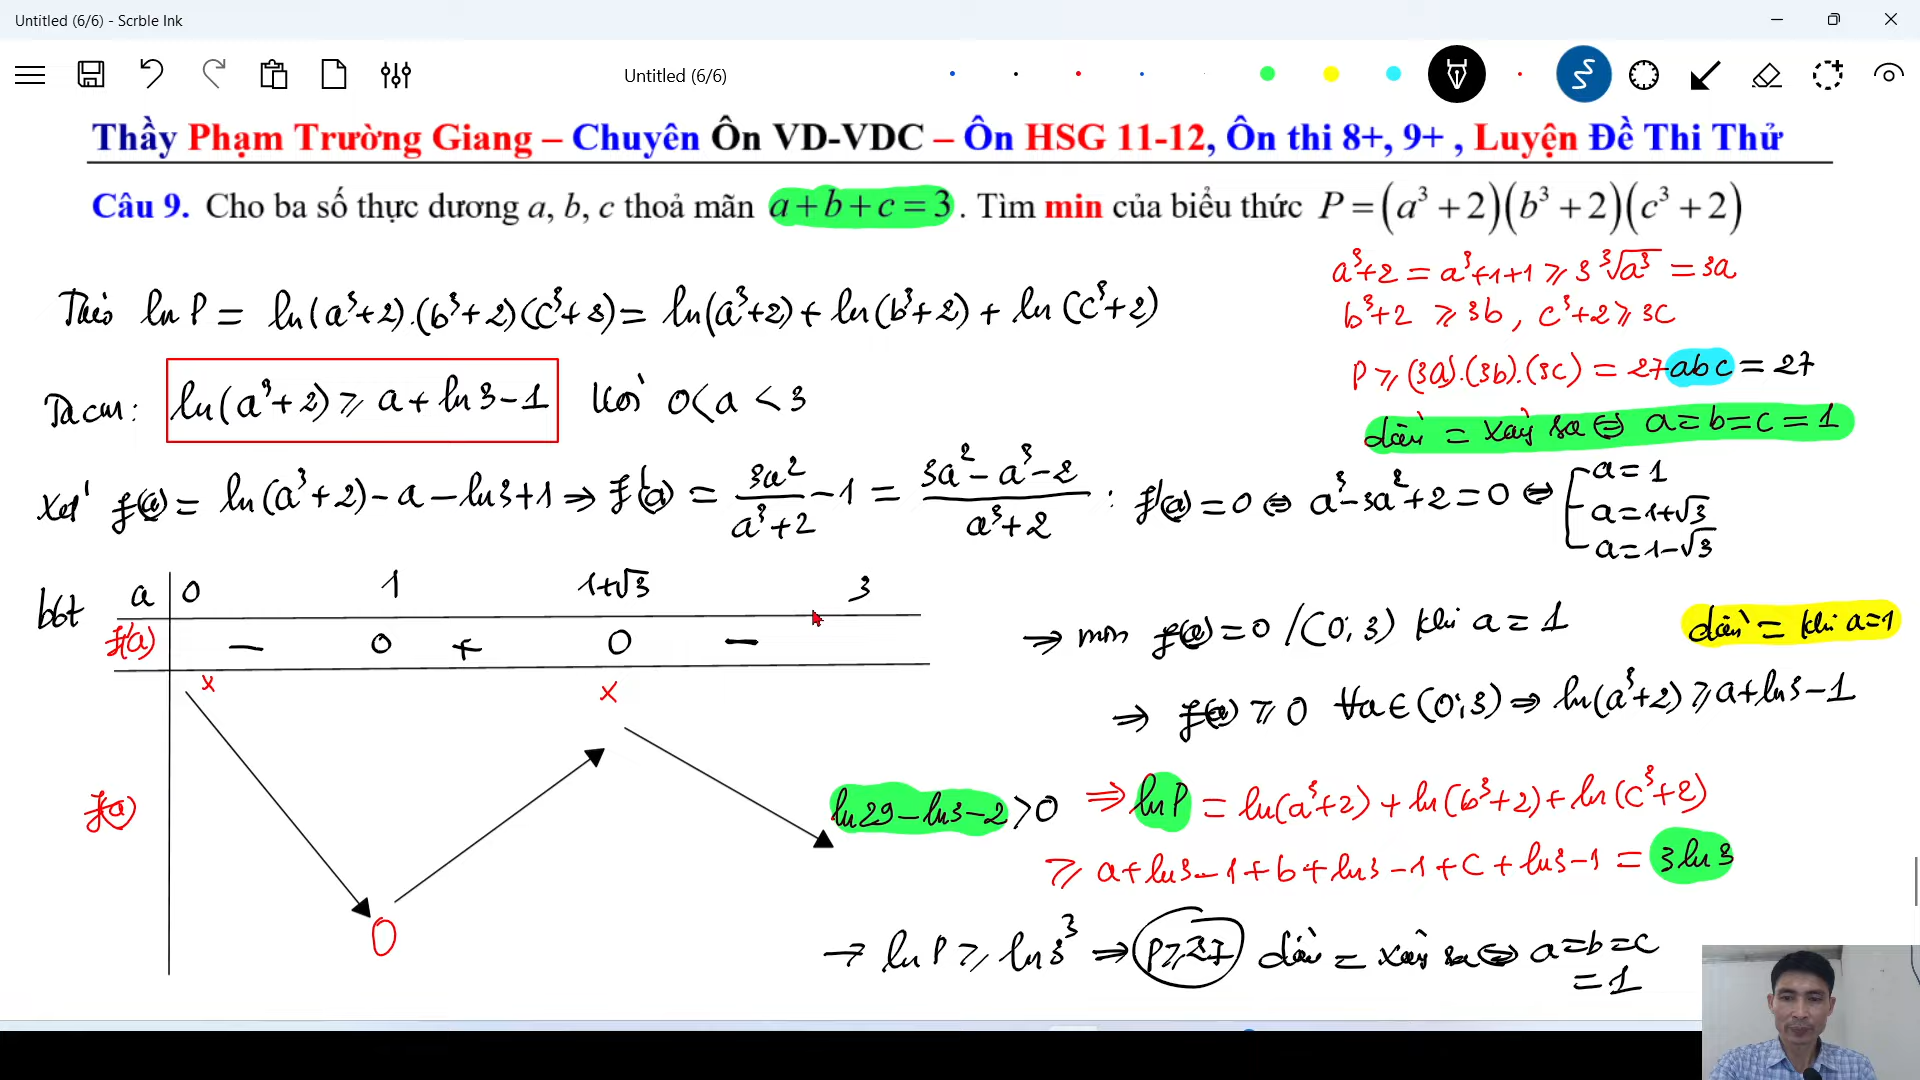 Untitled (6/6) - Scrble Ink
Untitled (6/6)
Thầy Phạm Trường Giang – Chuyên Ôn VD-VDC – Ôn HSG 11-12, Ôn thi 8+, 9+ , Luyện Đề Thi Thử
Câu 9. Cho ba số thực dương a, b, c thoả mãn a + b + c = 3 . Tìm min của biểu thức P = (a³ + 2)(b³ + 2)(c³ + 2)
a³+2 = a³+1+1 ≥ 3∛a³ = 3a
b³+2 ≥ 3b, c³+2 ≥ 3c
P ≥ (3a).(3b).(3c) = 27abc = 27
dấu = xảy ra ⇔ a=b=c=1
ln P = ln(a³+2).(b³+2)(c³+2) = ln(a³+2) + ln(b³+2) + ln(c³+2)
Ta cm: ln(a³+2) ≥ a + ln3 – 1 với 0 < a < 3
Xét f(a) = ln(a³+2) – a – ln3 + 1 ⇒ f'(a) = 3a²/(a³+2) – 1 = (3a² – a³ – 2)/(a³+2) : f'(a) = 0 ⇔ a³ – 3a² + 2 = 0 ⇔ [ a = 1
a = 1+√3
a = 1–√3
bbt a 0 1 1+√3 3
f'(a) – 0 + 0 –
x x
f(a) 0 ln29 – ln3 – 2 > 0
⇒ min f(a) = 0 /(0;3) khi a = 1 dấu = khi a=1
⇒ f(a) ≥ 0 ∀a∈(0;3) ⇒ ln(a³+2) ≥ a+ln3–1
⇒ lnP = ln(a³+2) + ln(b³+2) + ln(c³+2)
≥ a+ln3–1+b+ln3–1+c+ln3–1 = 3ln3
→ lnP ≥ ln3³ ⇒ P≥27 dấu = xảy ra ⇔ a=b=c
=1